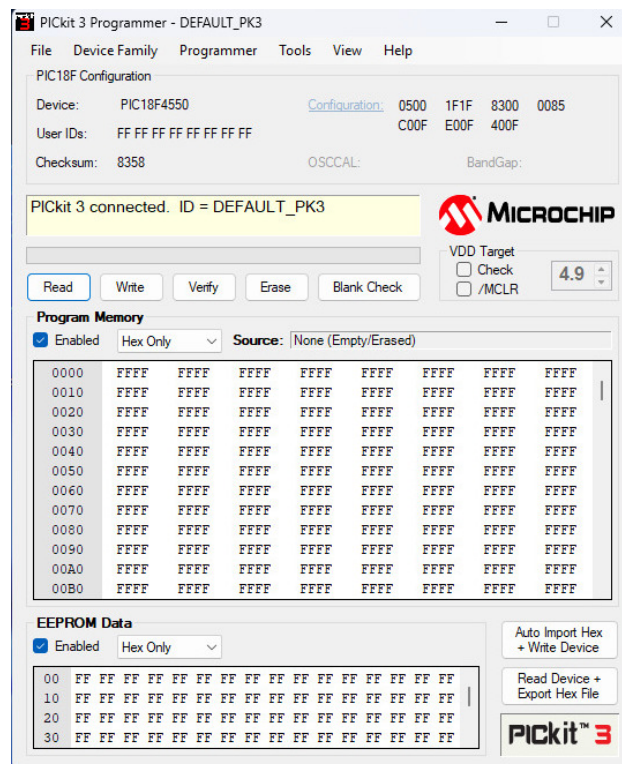 PICkit 3 Programmer - DEFAULT_PK3
File Device Family Programmer Tools View Help
PIC18F Configuration
Device: PIC18F4550 Configuration: 0500 1F1F 8300 0085
User IDs: FF FF FF FF FF FF FF FF C00F E00F 400F
Checksum: 8358 OSCCAL: BandGap:
PICkit 3 connected. ID = DEFAULT_PK3
MICROCHIP
VDD Target
Check
/MCLR
4.9
Read Write Verify Erase Blank Check
Program Memory
Enabled Hex Only Source: None (Empty/Erased)
0000 FFFF FFFF FFFF FFFF FFFF FFFF FFFF FFFF
0010 FFFF FFFF FFFF FFFF FFFF FFFF FFFF FFFF
0020 FFFF FFFF FFFF FFFF FFFF FFFF FFFF FFFF
0030 FFFF FFFF FFFF FFFF FFFF FFFF FFFF FFFF
0040 FFFF FFFF FFFF FFFF FFFF FFFF FFFF FFFF
0050 FFFF FFFF FFFF FFFF FFFF FFFF FFFF FFFF
0060 FFFF FFFF FFFF FFFF FFFF FFFF FFFF FFFF
0070 FFFF FFFF FFFF FFFF FFFF FFFF FFFF FFFF
0080 FFFF FFFF FFFF FFFF FFFF FFFF FFFF FFFF
0090 FFFF FFFF FFFF FFFF FFFF FFFF FFFF FFFF
00A0 FFFF FFFF FFFF FFFF FFFF FFFF FFFF FFFF
00B0 FFFF FFFF FFFF FFFF FFFF FFFF FFFF FFFF
EEPROM Data
Enabled Hex Only
00 FF FF FF FF FF FF FF FF FF FF FF FF FF FF FF FF
10 FF FF FF FF FF FF FF FF FF FF FF FF FF FF FF FF
20 FF FF FF FF FF FF FF FF FF FF FF FF FF FF FF FF
30 FF FF FF FF FF FF FF FF FF FF FF FF FF FF FF FF
Auto Import Hex
+ Write Device
Read Device +
Export Hex File
PICkit™ 3